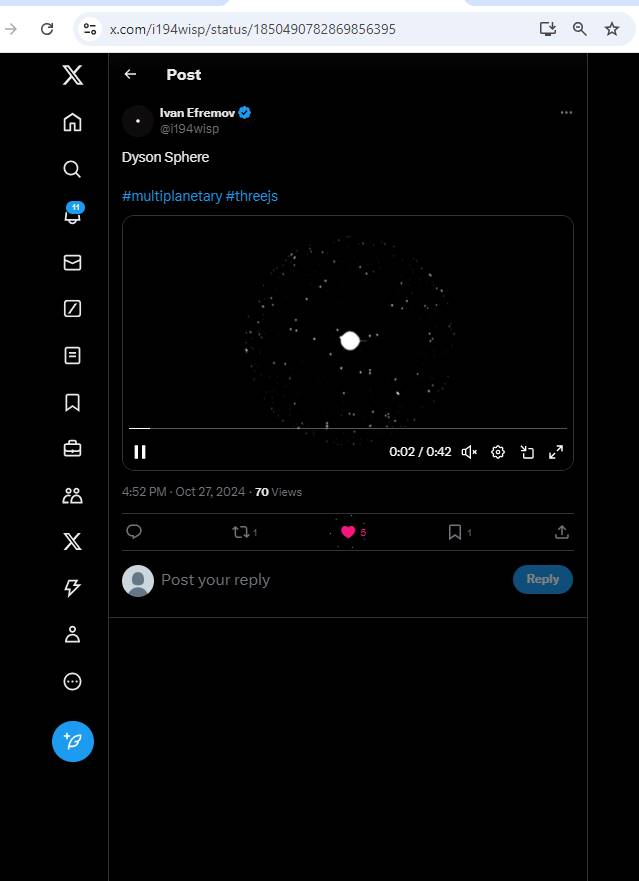 x.com/i194wisp/status/1850490782869856395
Post
Ivan Efremov
@i194wisp
Dyson Sphere
#multiplanetary #threejs
11
0:02 / 0:42
4:52 PM · Oct 27, 2024 · 70 Views
1
5
1
Post your reply
Reply